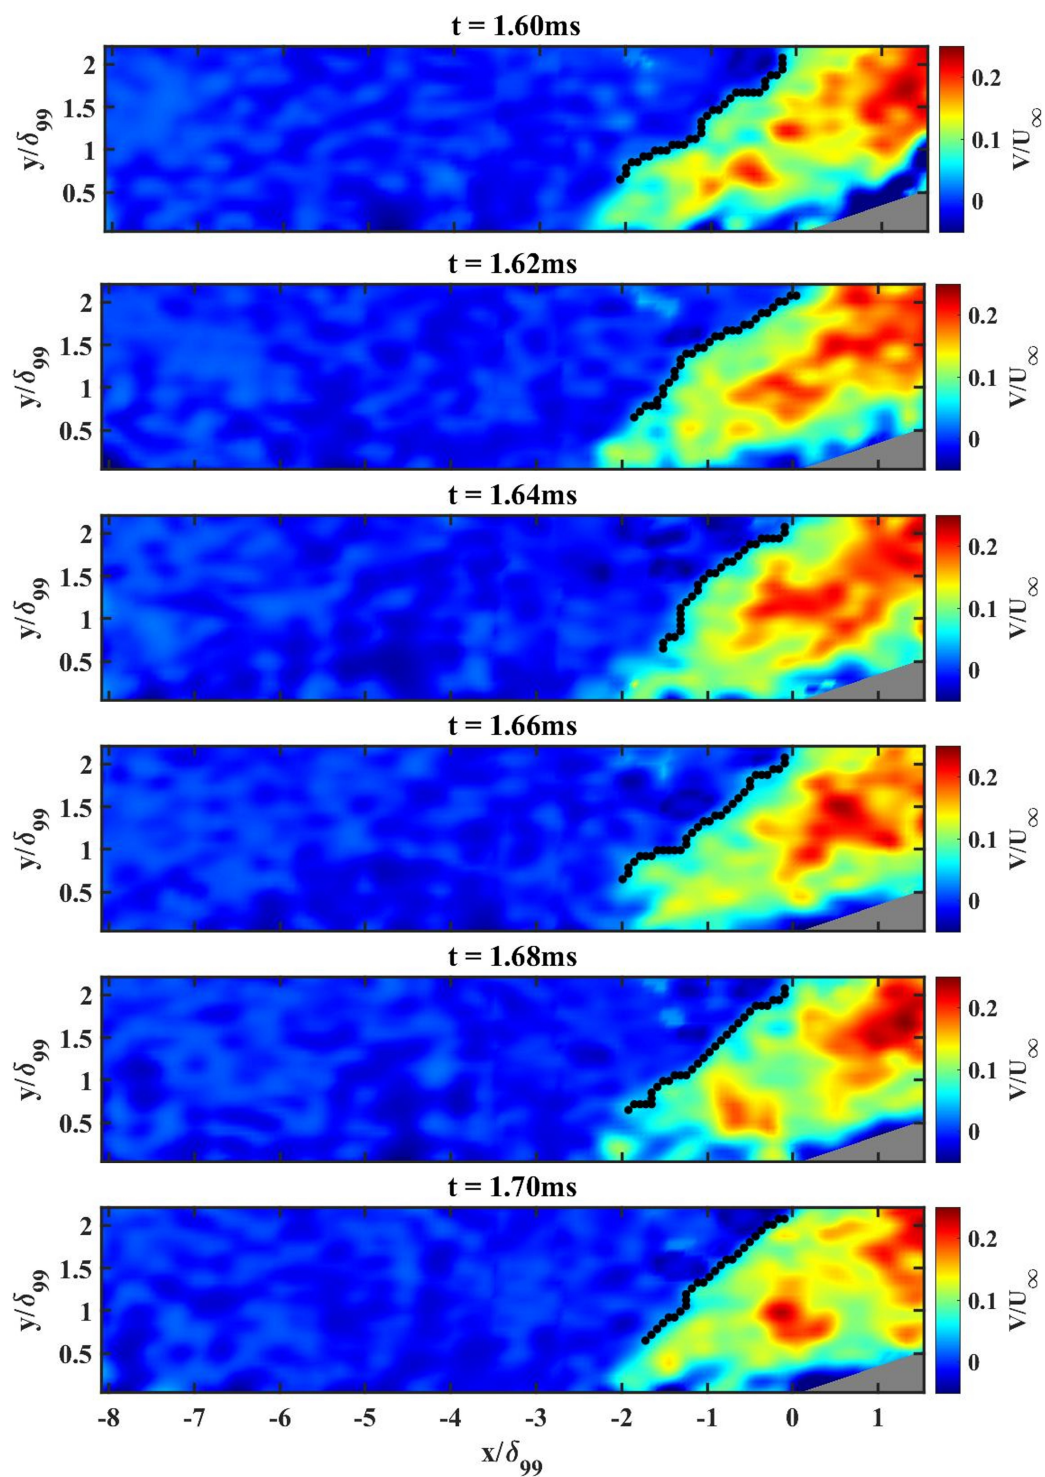 t = 1.60ms
2
1.5
1
0.5
y/δ99
0.2
0.1
0
V/U∞
t = 1.62ms
2
1.5
1
0.5
y/δ99
0.2
0.1
0
V/U∞
t = 1.64ms
2
1.5
1
0.5
y/δ99
0.2
0.1
0
V/U∞
t = 1.66ms
2
1.5
1
0.5
y/δ99
0.2
0.1
0
V/U∞
t = 1.68ms
2
1.5
1
0.5
y/δ99
0.2
0.1
0
V/U∞
t = 1.70ms
2
1.5
1
0.5
y/δ99
0.2
0.1
0
V/U∞
-8 -7 -6 -5 -4 -3 -2 -1 0 1
x/δ99